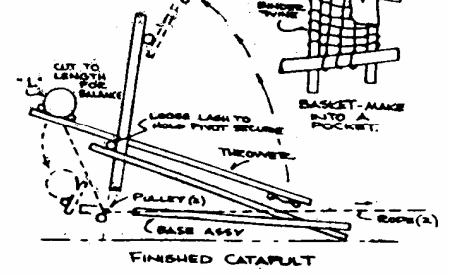 BINDER
TWINE
CUT TO
LENGTH
FOR
BALANCE
"L"
BASKET-MAKE
INTO A
POCKET.
LOOSE LASH TO
HOLD PIVOT SECURE
THROWER
PULLEY(2)
ROPE(2)
BASE ASSY
FINISHED CATAPULT